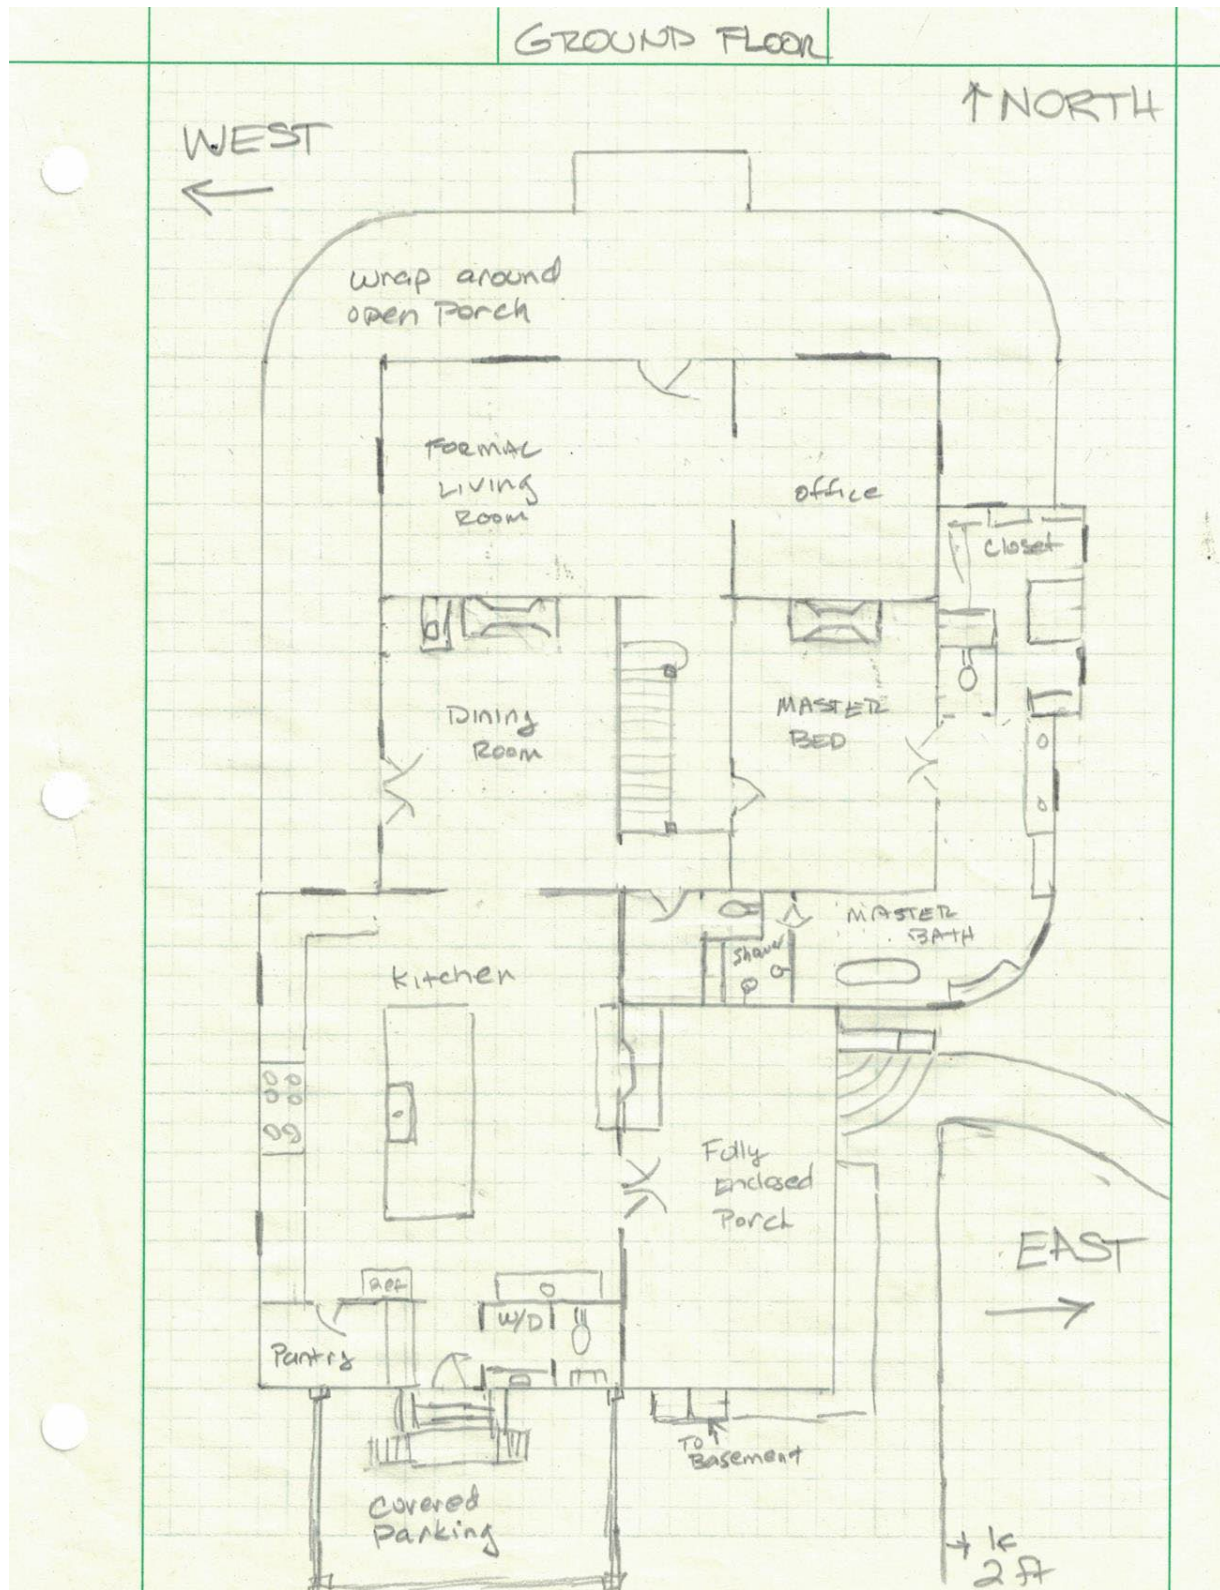 GROUND FLOOR
↑ NORTH
WEST
←
wrap around
open Porch
FORMAL
LIVING
ROOM
office
closet
Dining
Room
MASTER
BED
MASTER
BATH
Shower
Kitchen
Fully
Enclosed
Porch
EAST
→
Ref
W/D
Pantry
To
Basement
Covered
Parking
2 ft